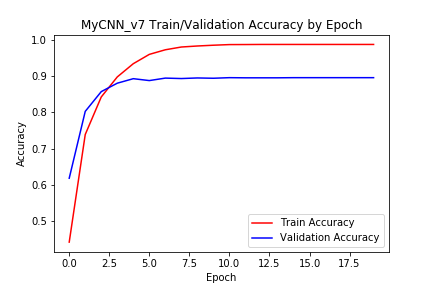 MyCNN_v7 Train/Validation Accuracy by Epoch
1.0
0.9
0.8
0.7
0.6
0.5
Accuracy
Train Accuracy
Validation Accuracy
0.0 2.5 5.0 7.5 10.0 12.5 15.0 17.5
Epoch